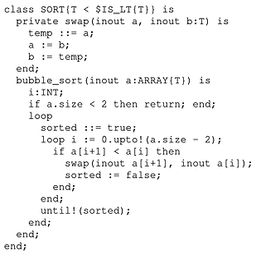 class SORT{T < $IS_LT{T}} is
  private swap(inout a, inout b:T) is
    temp ::= a;
    a := b;
    b := temp;
  end;
  bubble_sort(inout a:ARRAY{T}) is
    i:INT;
    if a.size < 2 then return; end;
    loop
      sorted ::= true;
      loop i := 0.upto!(a.size - 2);
        if a[i+1] < a[i] then
          swap(inout a[i+1], inout a[i]);
          sorted := false;
        end;
      end;
      until!(sorted);
    end;
  end;
end;